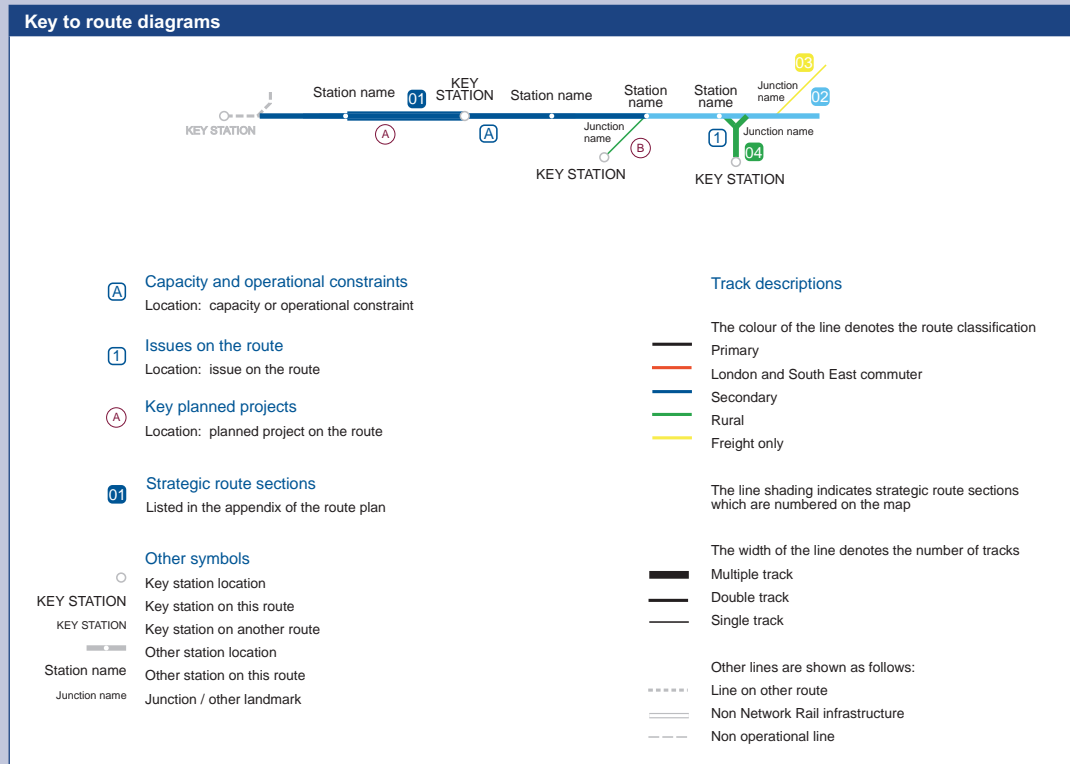 Key to route diagrams
03
KEY
STATION
Station name
01
Station name
Station
name
Station
name
Junction
name
02
KEY STATION
A
A
Junction
name
B
1
Junction name
04
KEY STATION
KEY STATION
A
Capacity and operational constraints
Location: capacity or operational constraint
1
Issues on the route
Location: issue on the route
A
Key planned projects
Location: planned project on the route
01
Strategic route sections
Listed in the appendix of the route plan
Other symbols
Key station location
KEY STATION Key station on this route
KEY STATION Key station on another route
Other station location
Station name Other station on this route
Junction name Junction / other landmark
Track descriptions
The colour of the line denotes the route classification
Primary
London and South East commuter
Secondary
Rural
Freight only
The line shading indicates strategic route sections
which are numbered on the map
The width of the line denotes the number of tracks
Multiple track
Double track
Single track
Other lines are shown as follows:
Line on other route
Non Network Rail infrastructure
Non operational line